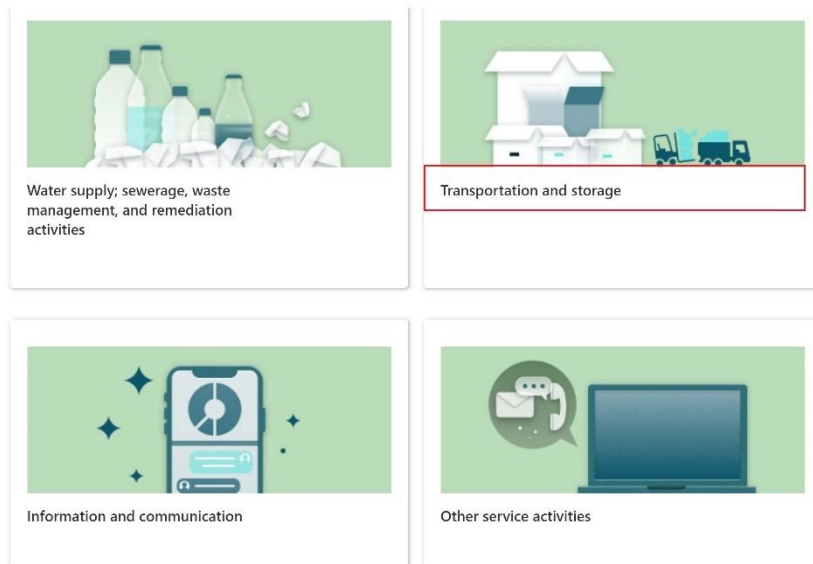 Water supply; sewerage, waste
management, and remediation
activities
Transportation and storage
Information and communication
Other service activities